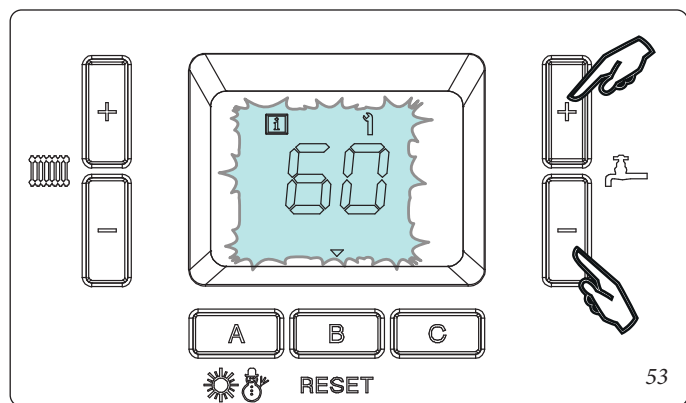 + i +
60
- -
A B C
RESET
53